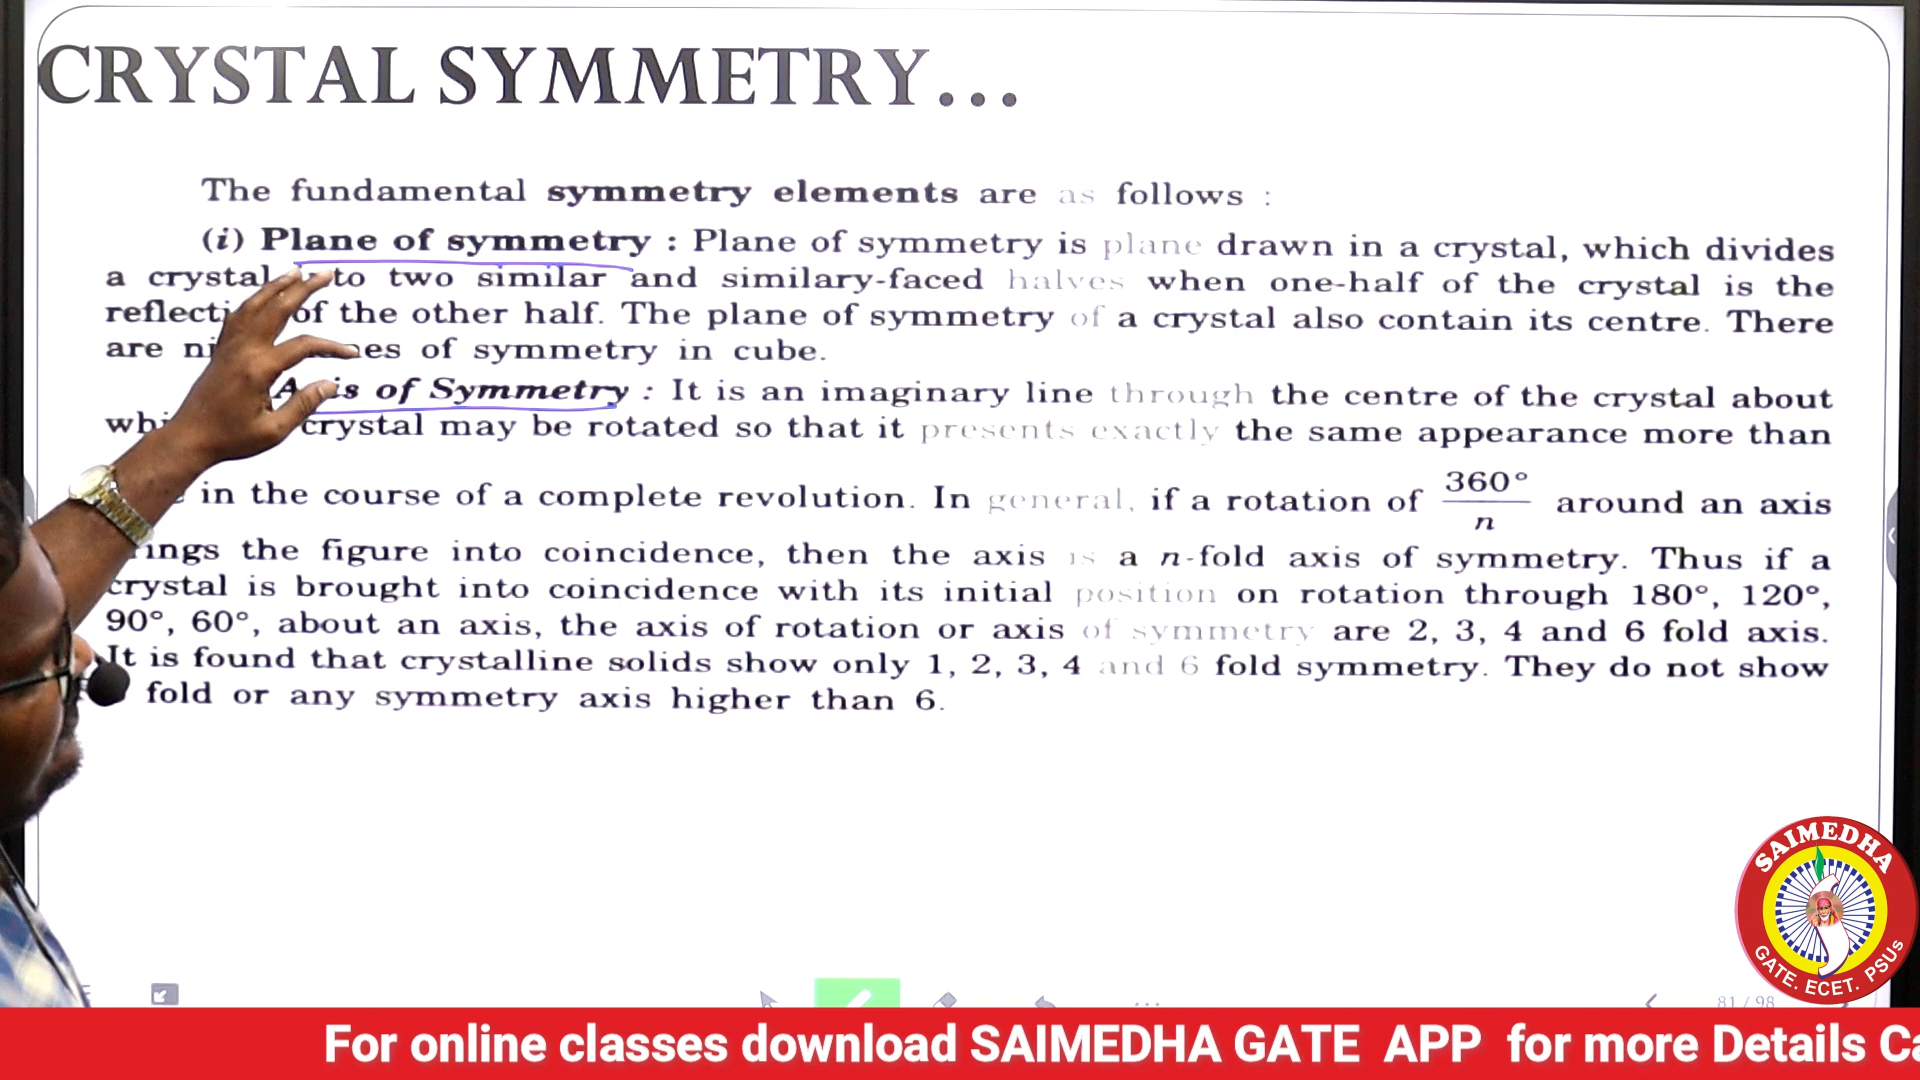 CRYSTAL SYMMETRY...
The fundamental symmetry elements are as follows :
(i) Plane of symmetry : Plane of symmetry is plane drawn in a crystal, which divides
a crystal into two similar and similary-faced halves when one-half of the crystal is the
of the other half. The plane of symmetry of a crystal also contain its centre. There
are of symmetry in cube.
Axis of Symmetry : It is an imaginary line through the centre of the crystal about
crystal may be rotated so that it presents exactly the same appearance more than
in the course of a complete revolution. In general, if a rotation of 360°/n around an axis
the figure into coincidence, then the axis is a n-fold axis of symmetry. Thus if a
crystal is brought into coincidence with its initial position on rotation through 180°, 120°,
90°, 60°, about an axis, the axis of rotation or axis of symmetry are 2, 3, 4 and 6 fold axis.
It is found that crystalline solids show only 1, 2, 3, 4 and 6 fold symmetry. They do not show
fold or any symmetry axis higher than 6.
SAIMEDHA
GATE. ECET. PSUs
81 / 98
For online classes download SAIMEDHA GATE APP for more Details